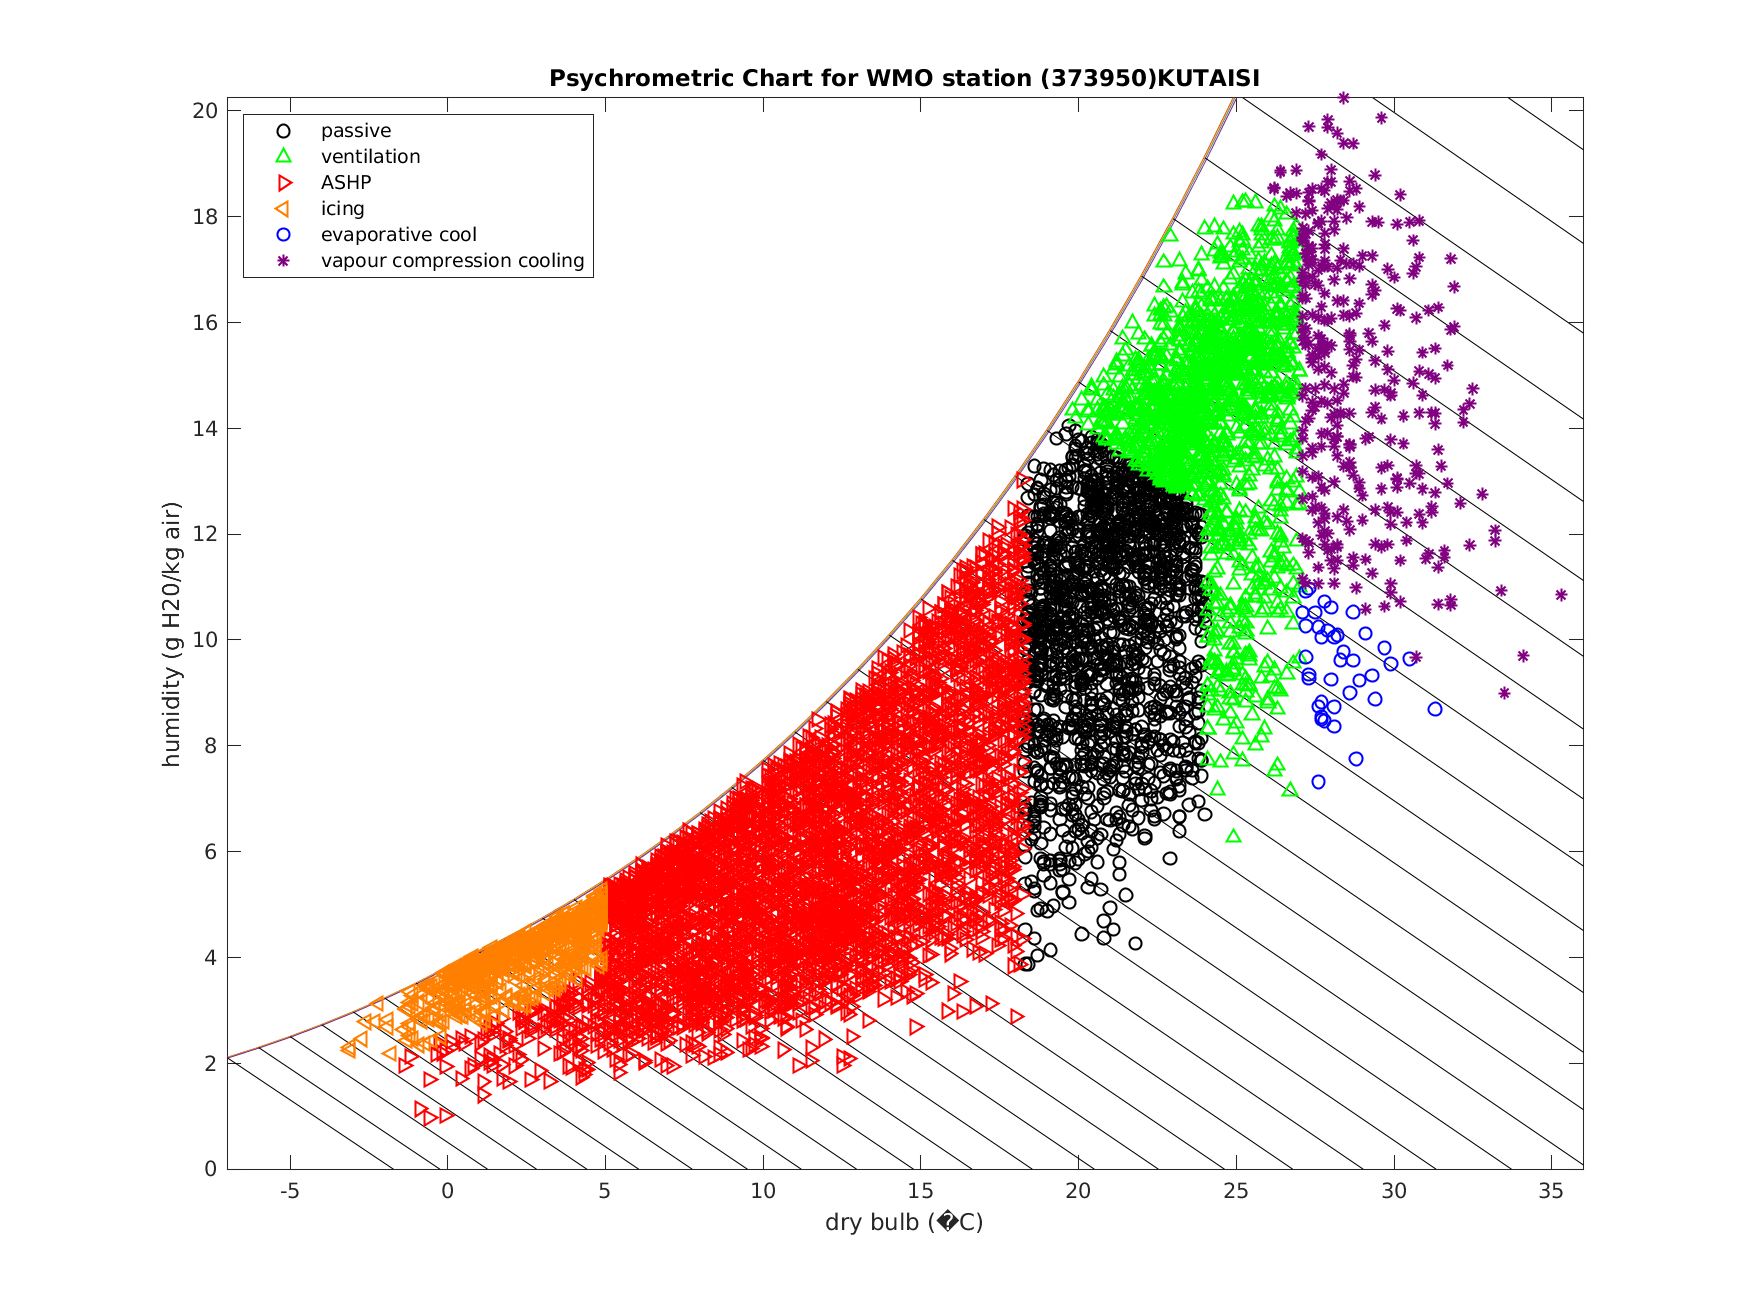 Psychrometric Chart for WMO station (373950)KUTAISI
passive
ventilation
ASHP
icing
evaporative cool
vapour compression cooling
humidity (g H20/kg air)
20
18
16
14
12
10
8
6
4
2
0
-5 0 5 10 15 20 25 30 35
dry bulb (�C)